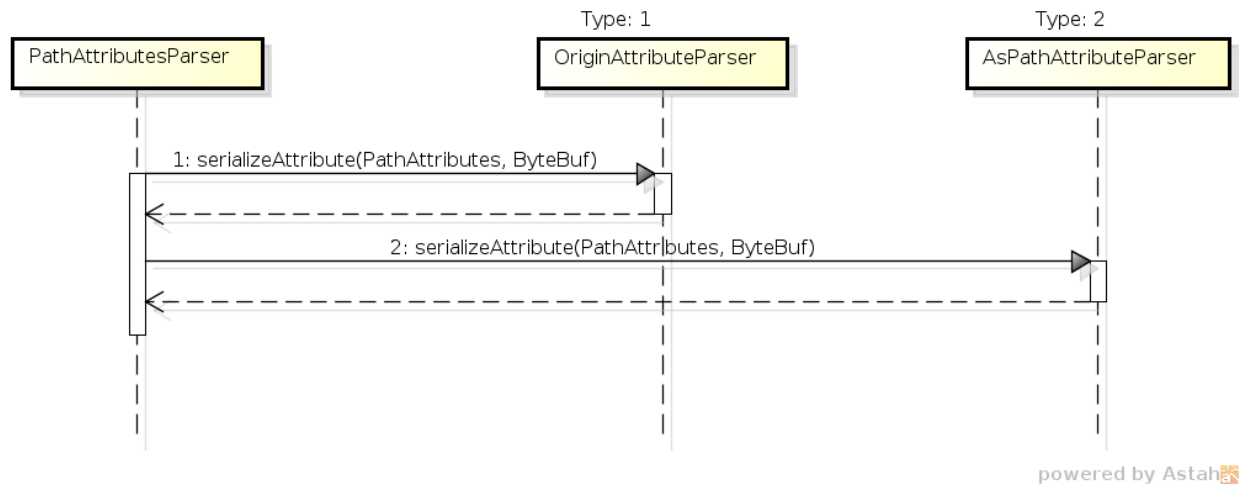 Type: 1
Type: 2
PathAttributesParser
OriginAttributeParser
AsPathAttributeParser
1: serializeAttribute(PathAttributes, ByteBuf)
2: serializeAttribute(PathAttributes, ByteBuf)
powered by Astah